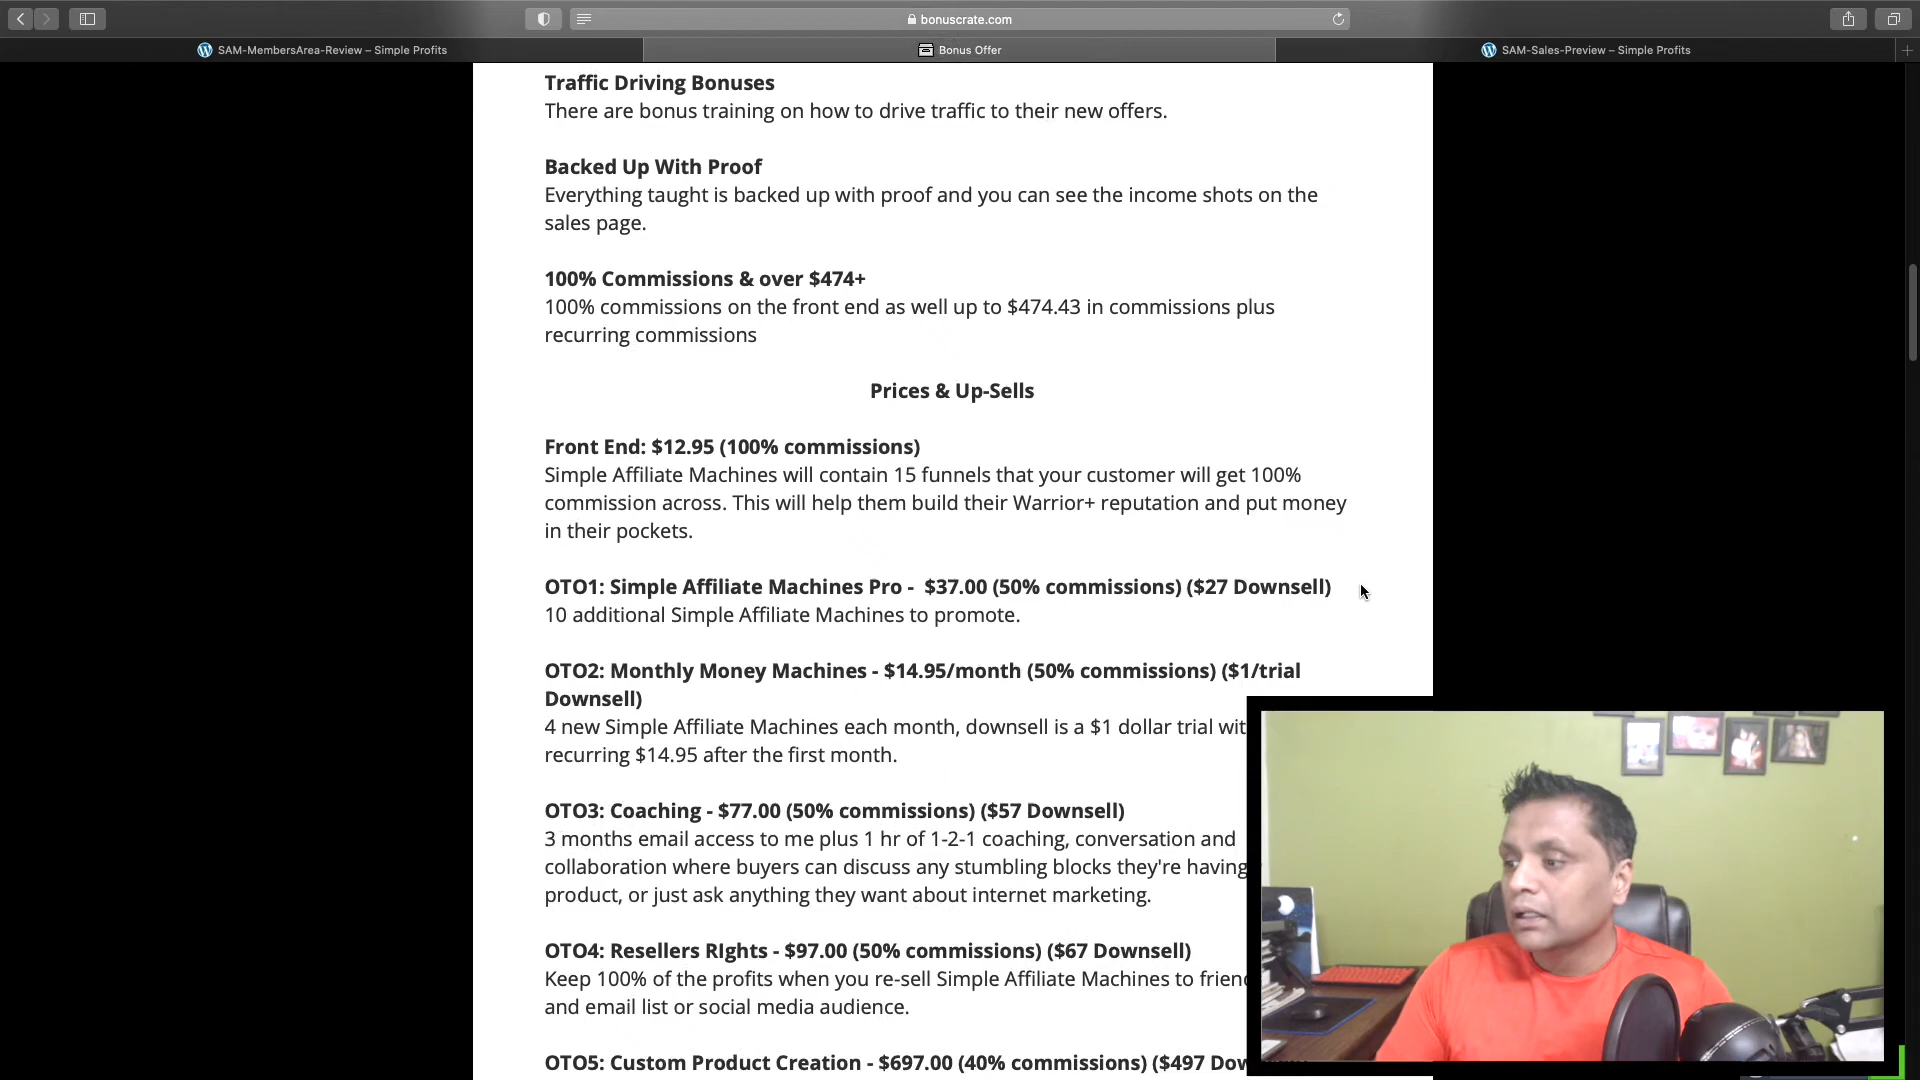 bonuscrate.com
SAM-MembersArea-Review – Simple Profits
Bonus Offer
SAM-Sales-Preview – Simple Profits
Traffic Driving Bonuses
There are bonus training on how to drive traffic to their new offers.
Backed Up With Proof
Everything taught is backed up with proof and you can see the income shots on the
sales page.
100% Commissions & over $474+
100% commissions on the front end as well up to $474.43 in commissions plus
recurring commissions
Prices & Up-Sells
Front End: $12.95 (100% commissions)
Simple Affiliate Machines will contain 15 funnels that your customer will get 100%
commission across. This will help them build their Warrior+ reputation and put money
in their pockets.
OTO1: Simple Affiliate Machines Pro - $37.00 (50% commissions) ($27 Downsell)
10 additional Simple Affiliate Machines to promote.
OTO2: Monthly Money Machines - $14.95/month (50% commissions) ($1/trial
Downsell)
4 new Simple Affiliate Machines each month, downsell is a $1 dollar trial
recurring $14.95 after the first month.
OTO3: Coaching - $77.00 (50% commissions) ($57 Downsell)
3 months email access to me plus 1 hr of 1-2-1 coaching, conversation and
collaboration where buyers can discuss any stumbling blocks they're having
product, or just ask anything they want about internet marketing.
OTO4: Resellers RIghts - $97.00 (50% commissions) ($67 Downsell)
Keep 100% of the profits when you re-sell Simple Affiliate Machines to
and email list or social media audience.
OTO5: Custom Product Creation - $697.00 (40% commissions) ($497